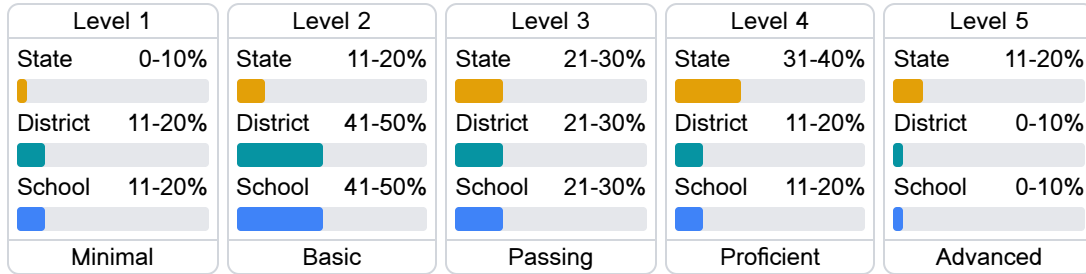 Level 1
State 0-10%
District 11-20%
School 11-20%
Minimal
Level 2
State 11-20%
District 41-50%
School 41-50%
Basic
Level 3
State 21-30%
District 21-30%
School 21-30%
Passing
Level 4
State 31-40%
District 11-20%
School 11-20%
Proficient
Level 5
State 11-20%
District 0-10%
School 0-10%
Advanced